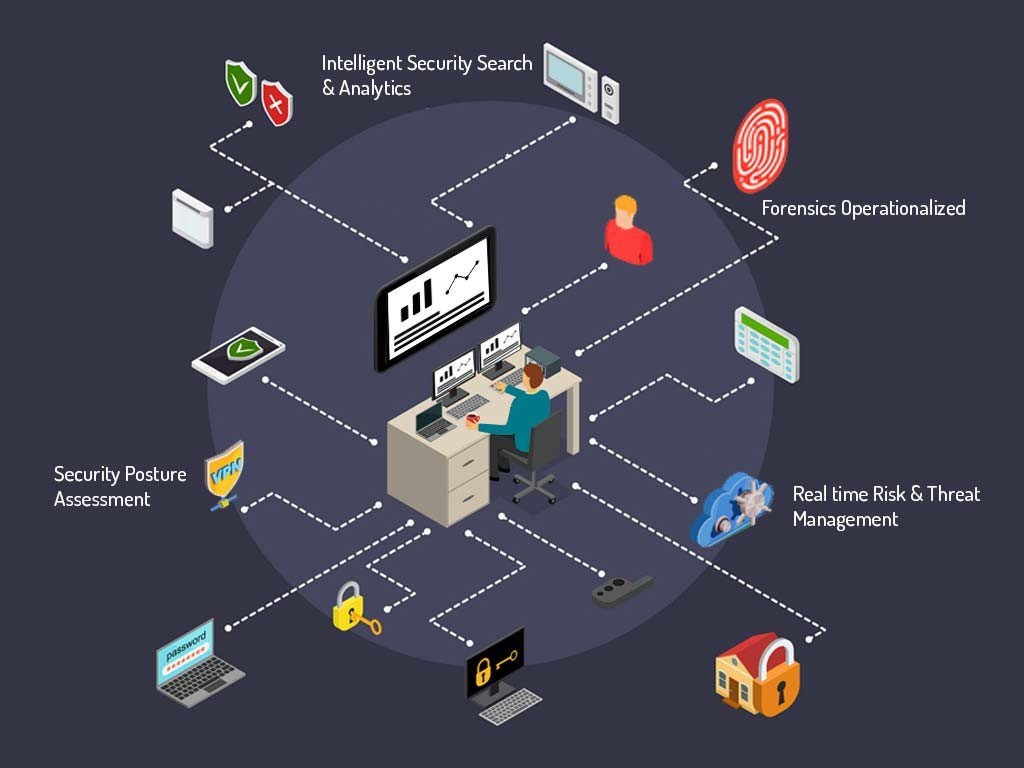 Intelligent Security Search
& Analytics
Forensics Operationalized
Security Posture
Assessment
VPN
Real time Risk & Threat
Management
password